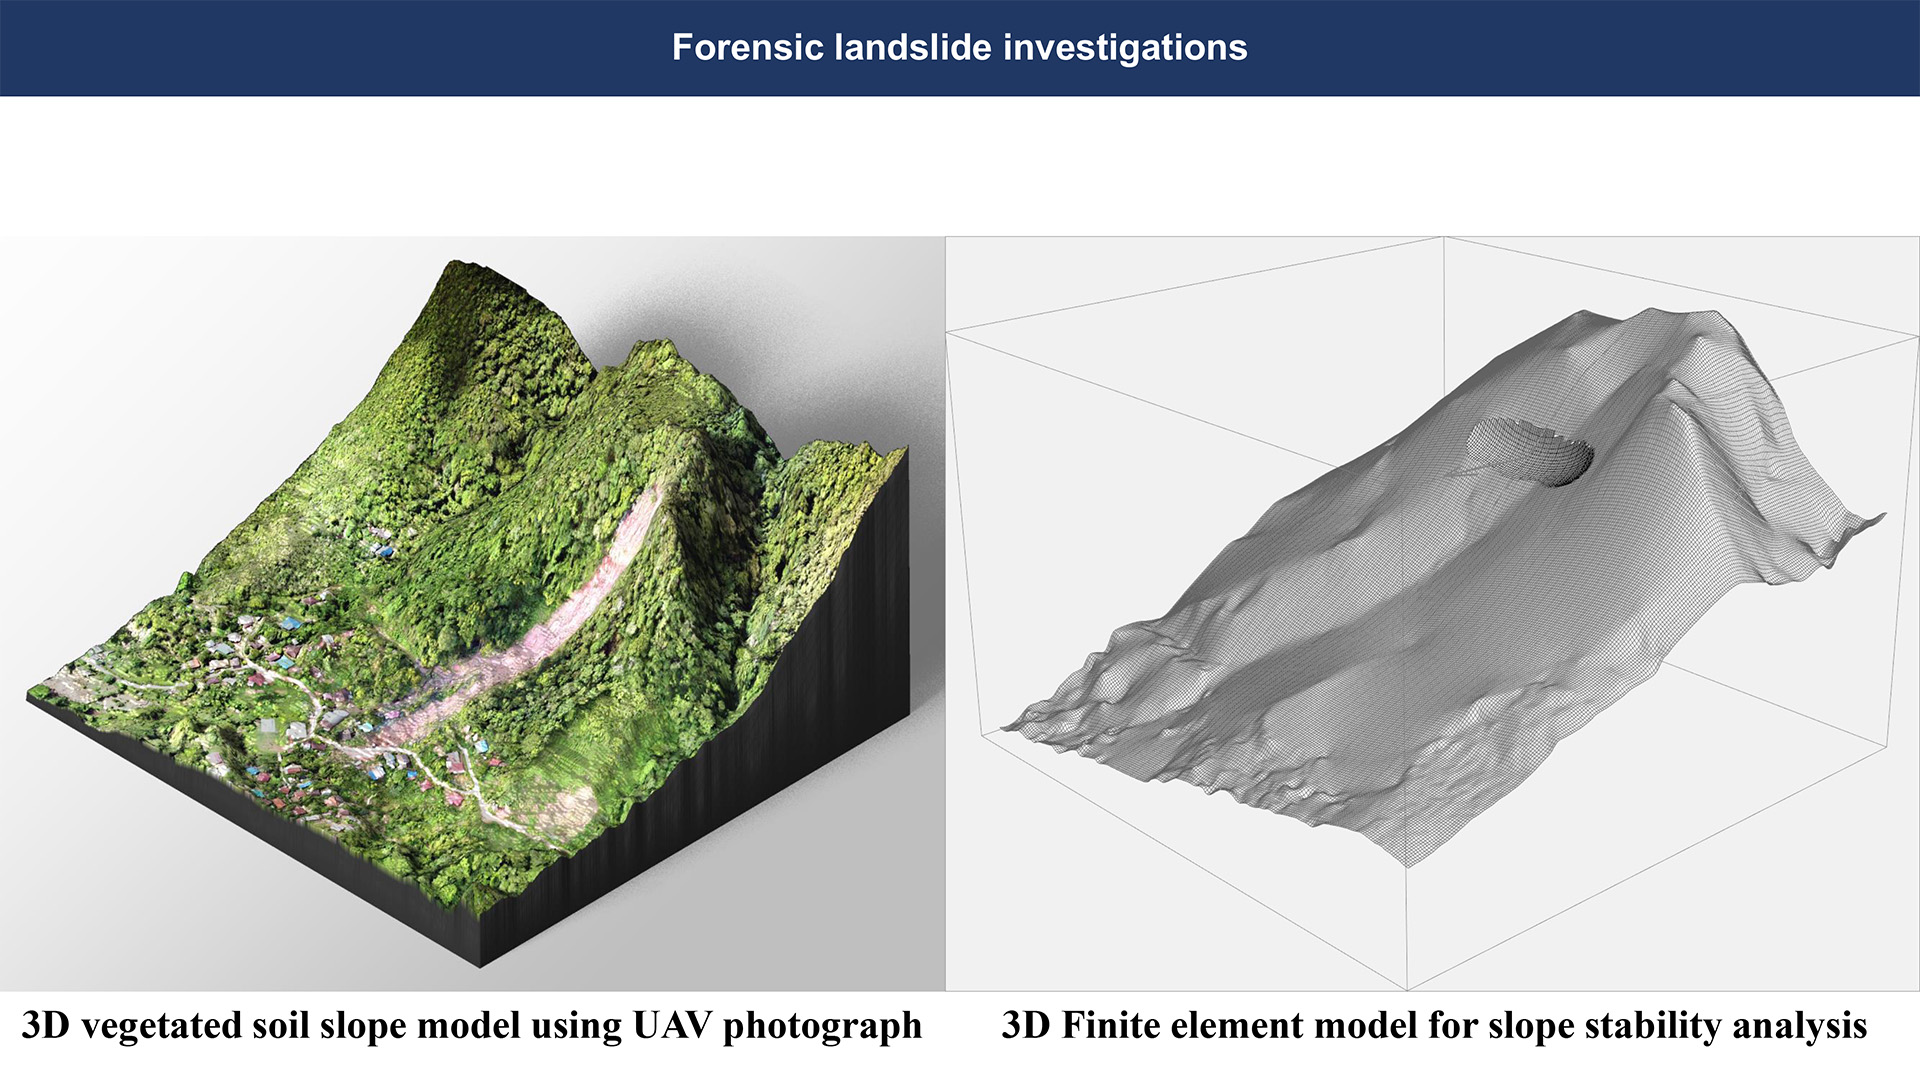 Forensic landslide investigations
3D vegetated soil slope model using UAV photograph
3D Finite element model for slope stability analysis